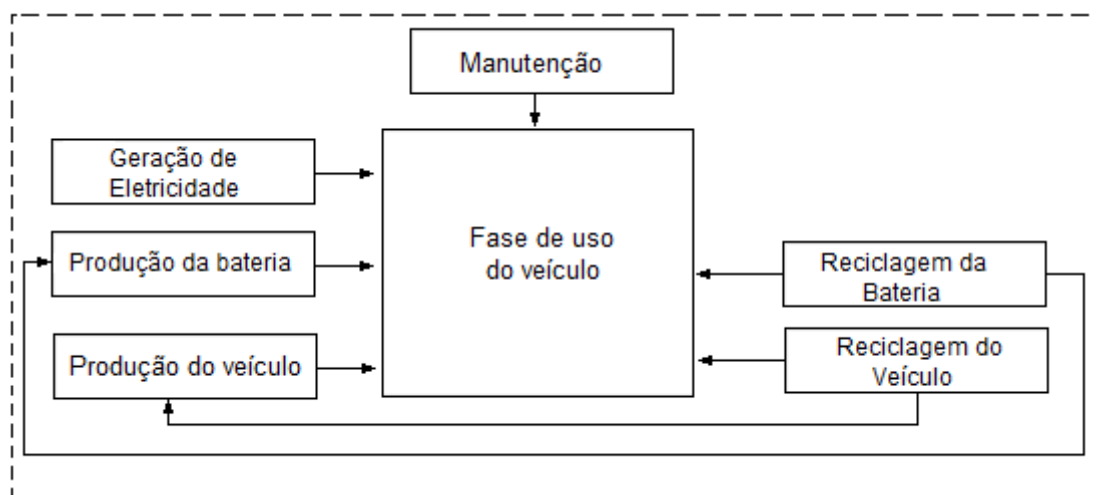 Manutenção
Geração de
Eletricidade
Fase de uso
do veículo
Produção da bateria
Reciclagem da
Bateria
Produção do veículo
Reciclagem do
Veículo